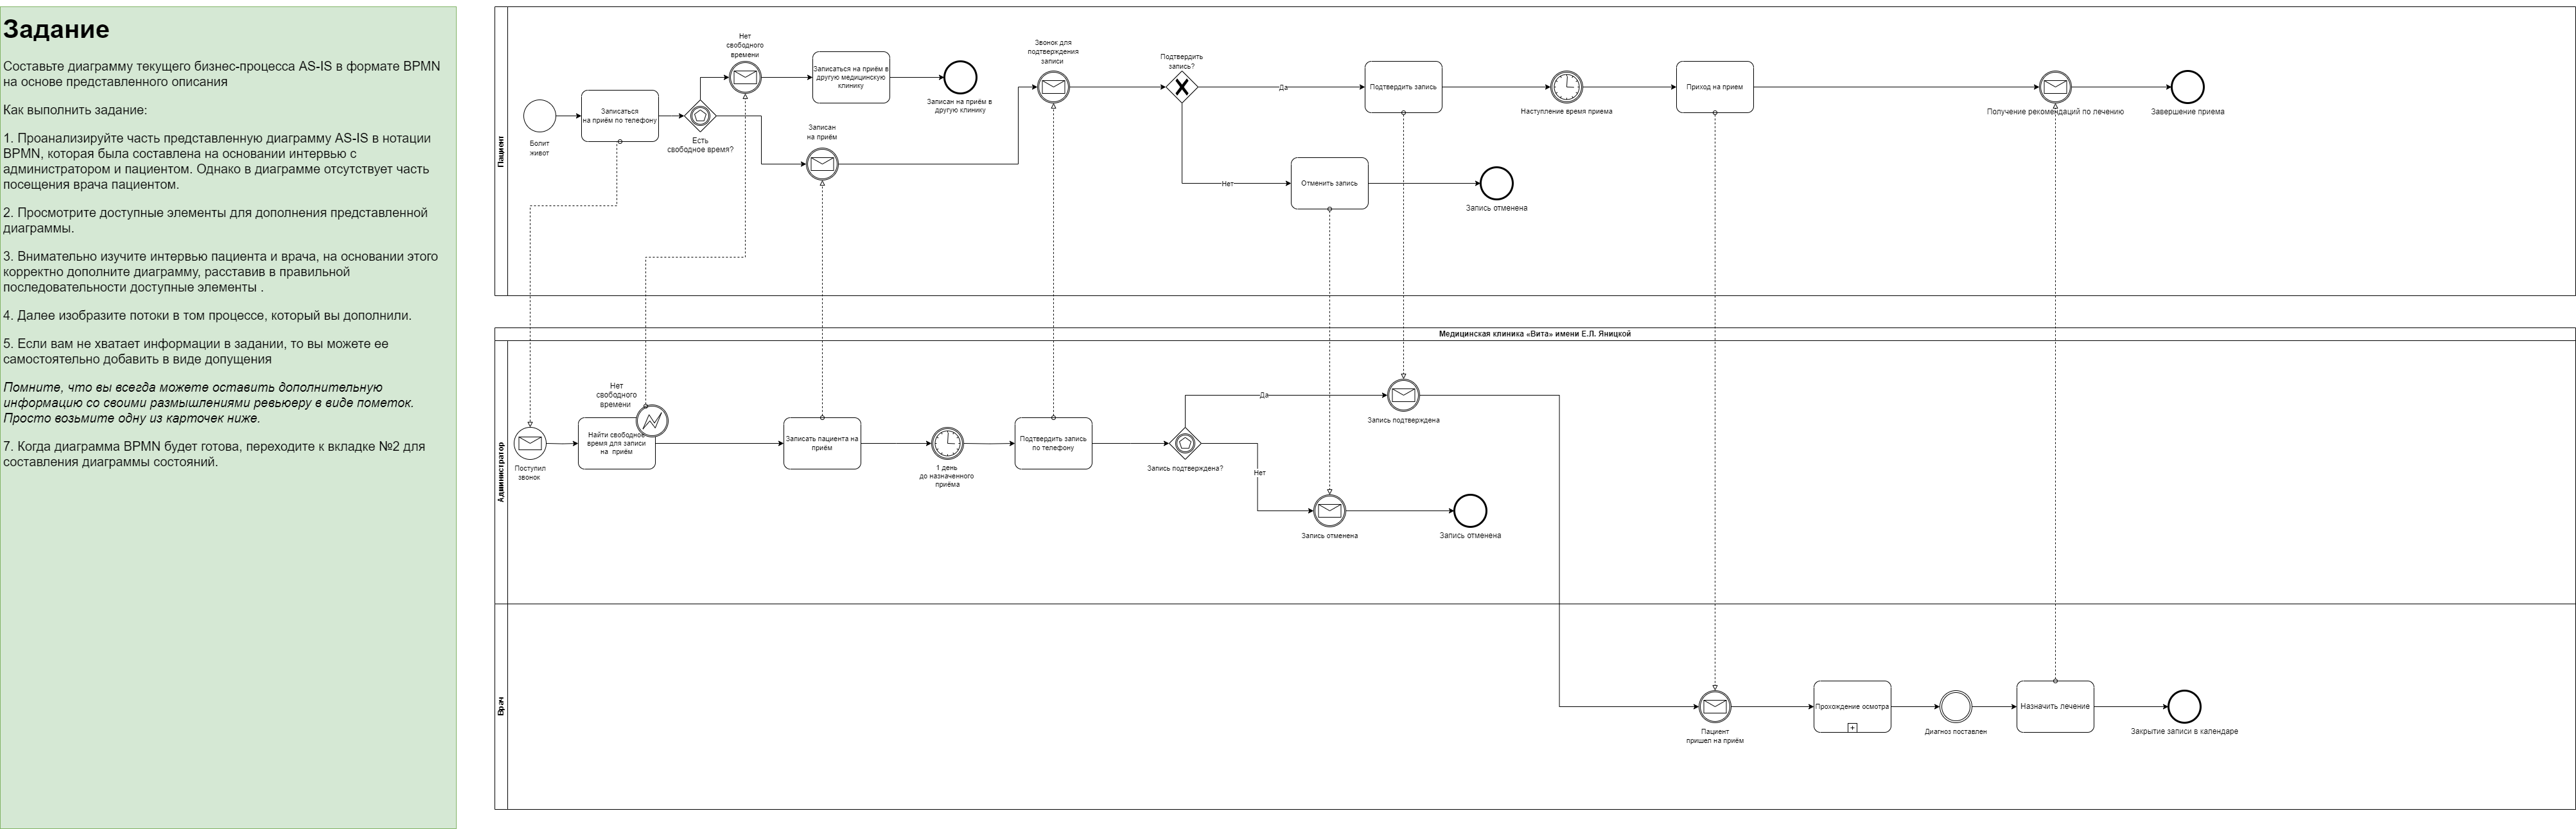 Задание
Составьте диаграмму текущего бизнес-процесса AS-IS в формате BPMN
на основе представленного описания
Как выполнить задание:
1. Проанализируйте часть представленную диаграмму AS-IS в нотации
BPMN, которая была составлена на основании интервью с
администратором и пациентом. Однако в диаграмме отсутствует часть
посещения врача пациентом.
2. Просмотрите доступные элементы для дополнения представленной
диаграммы.
3. Внимательно изучите интервью пациента и врача, на основании этого
корректно дополните диаграмму, расставив в правильной
последовательности доступные элементы .
4. Далее изобразите потоки в том процессе, который вы дополнили.
5. Если вам не хватает информации в задании, то вы можете ее
самостоятельно добавить в виде допущения
Помните, что вы всегда можете оставить дополнительную
информацию со своими размышлениями ревьюеру в виде пометок.
Просто возьмите одну из карточек ниже.
7. Когда диаграмма BPMN будет готова, переходите к вкладке №2 для
составления диаграммы состояний.
Пациент
Болит
живот
Записаться
на приём по телефону
Есть
свободное время?
Нет
свободного
времени
Записаться на приём в
другую медицинскую
клинику
Записан на приём в
другую клинику
Записан
на приём
Звонок для
подтверждения
записи
Подтвердить
запись?
Да
Нет
Подтвердить запись
Отменить запись
Запись отменена
Наступление время приема
Приход на прием
Получение рекомендаций по лечению
Завершение приема
Медицинская клиника «Вита» имени Е.Л. Яницкой
Администратор
Поступил
звонок
Нет
свободного
времени
Найти свободное
время для записи
на приём
Записать пациента на
приём
1 день
до назначенного
приёма
Подтвердить запись
по телефону
Запись подтверждена?
Да
Нет
Запись подтверждена
Запись отменена
Запись отменена
Врач
Пациент
пришел на приём
Прохождение осмотра
Диагноз поставлен
Назначить лечение
Закрытие записи в календаре